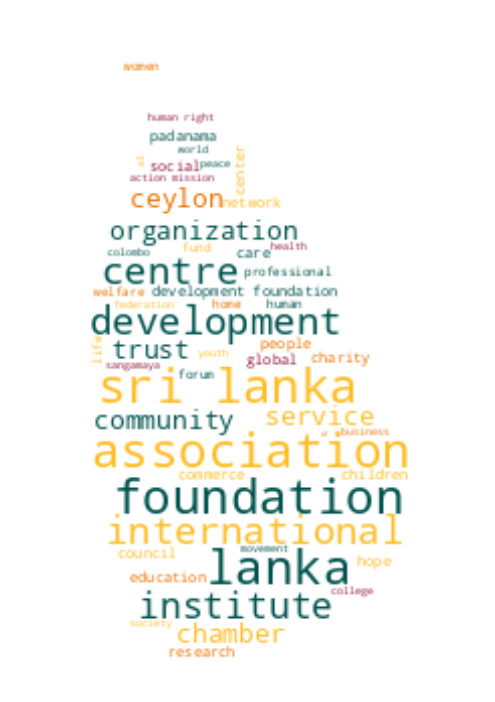 women
human right
padanama
world
al social peace center
action mission
ceylon network
organization
colombo fund care health
centre professional
welfare development foundation
federation home human
development
life trust youth people
sangamaya forum global charity
sri lanka
community service
e business
association
commerce children
foundation
international
council movement
lanka hope
education college
institute
society chamber
research